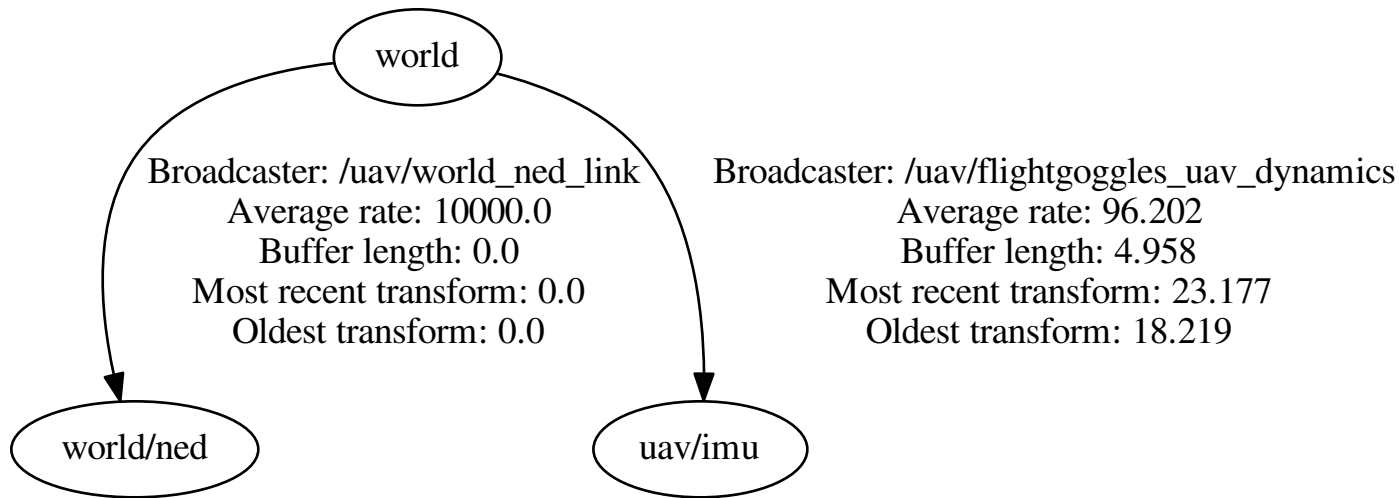 world
Broadcaster: /uav/world_ned_link
Average rate: 10000.0
Buffer length: 0.0
Most recent transform: 0.0
Oldest transform: 0.0
Broadcaster: /uav/flightgoggles_uav_dynamics
Average rate: 96.202
Buffer length: 4.958
Most recent transform: 23.177
Oldest transform: 18.219
world/ned
uav/imu